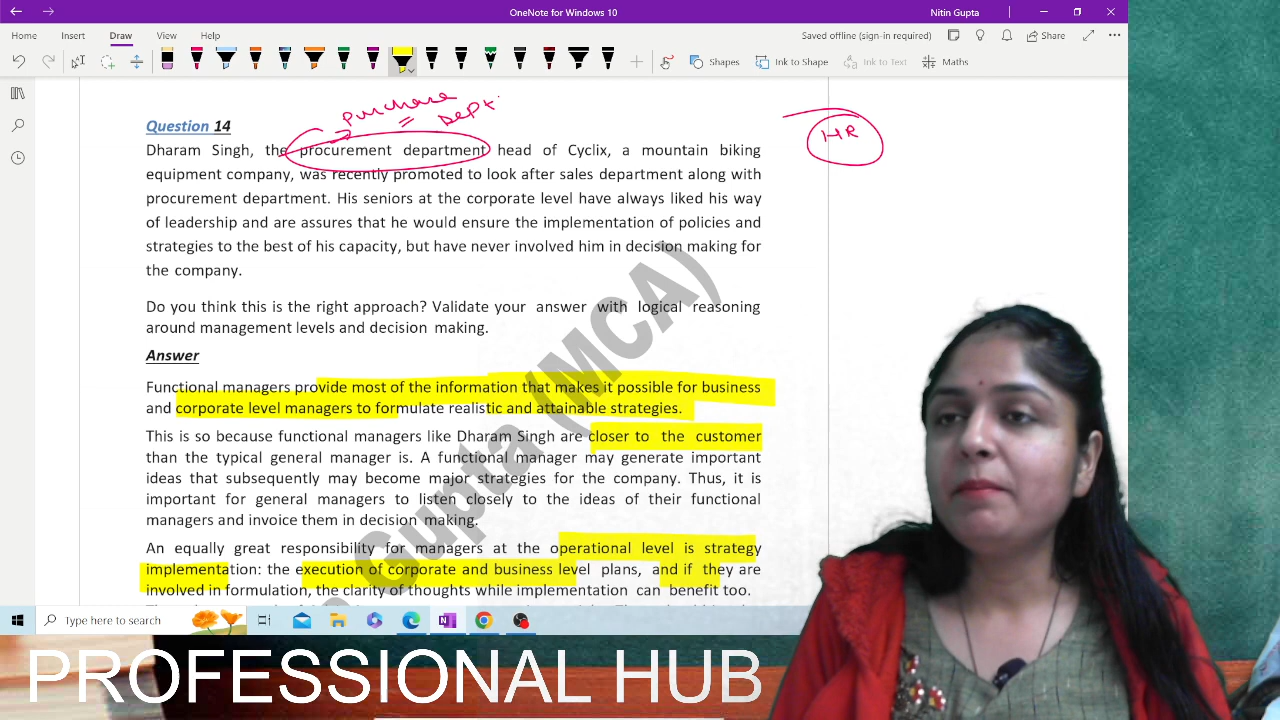 OneNote for Windows 10
Nitin Gupta
Home Insert Draw View Help
Saved offline (sign-in required)
Share
Shapes
Ink to Shape
Ink to Text
Maths
purchase
= Dept.
HR
Question 14
Dharam Singh, the procurement department head of Cyclix, a mountain biking
equipment company, was recently promoted to look after sales department along with
procurement department. His seniors at the corporate level have always liked his way
of leadership and are assures that he would ensure the implementation of policies and
strategies to the best of his capacity, but have never involved him in decision making for
the company.
Do you think this is the right approach? Validate your answer with logical reasoning
around management levels and decision making.
Answer
Functional managers provide most of the information that makes it possible for business
and corporate level managers to formulate realistic and attainable strategies.
This is so because functional managers like Dharam Singh are closer to the customer
than the typical general manager is. A functional manager may generate important
ideas that subsequently may become major strategies for the company. Thus, it is
important for general managers to listen closely to the ideas of their functional
managers and invoice them in decision making.
An equally great responsibility for managers at the operational level is strategy
implementation: the execution of corporate and business level plans, and if they are
involved in formulation, the clarity of thoughts while implementation can benefit too.
Gupta (MCA)
Type here to search
PROFESSIONAL HUB